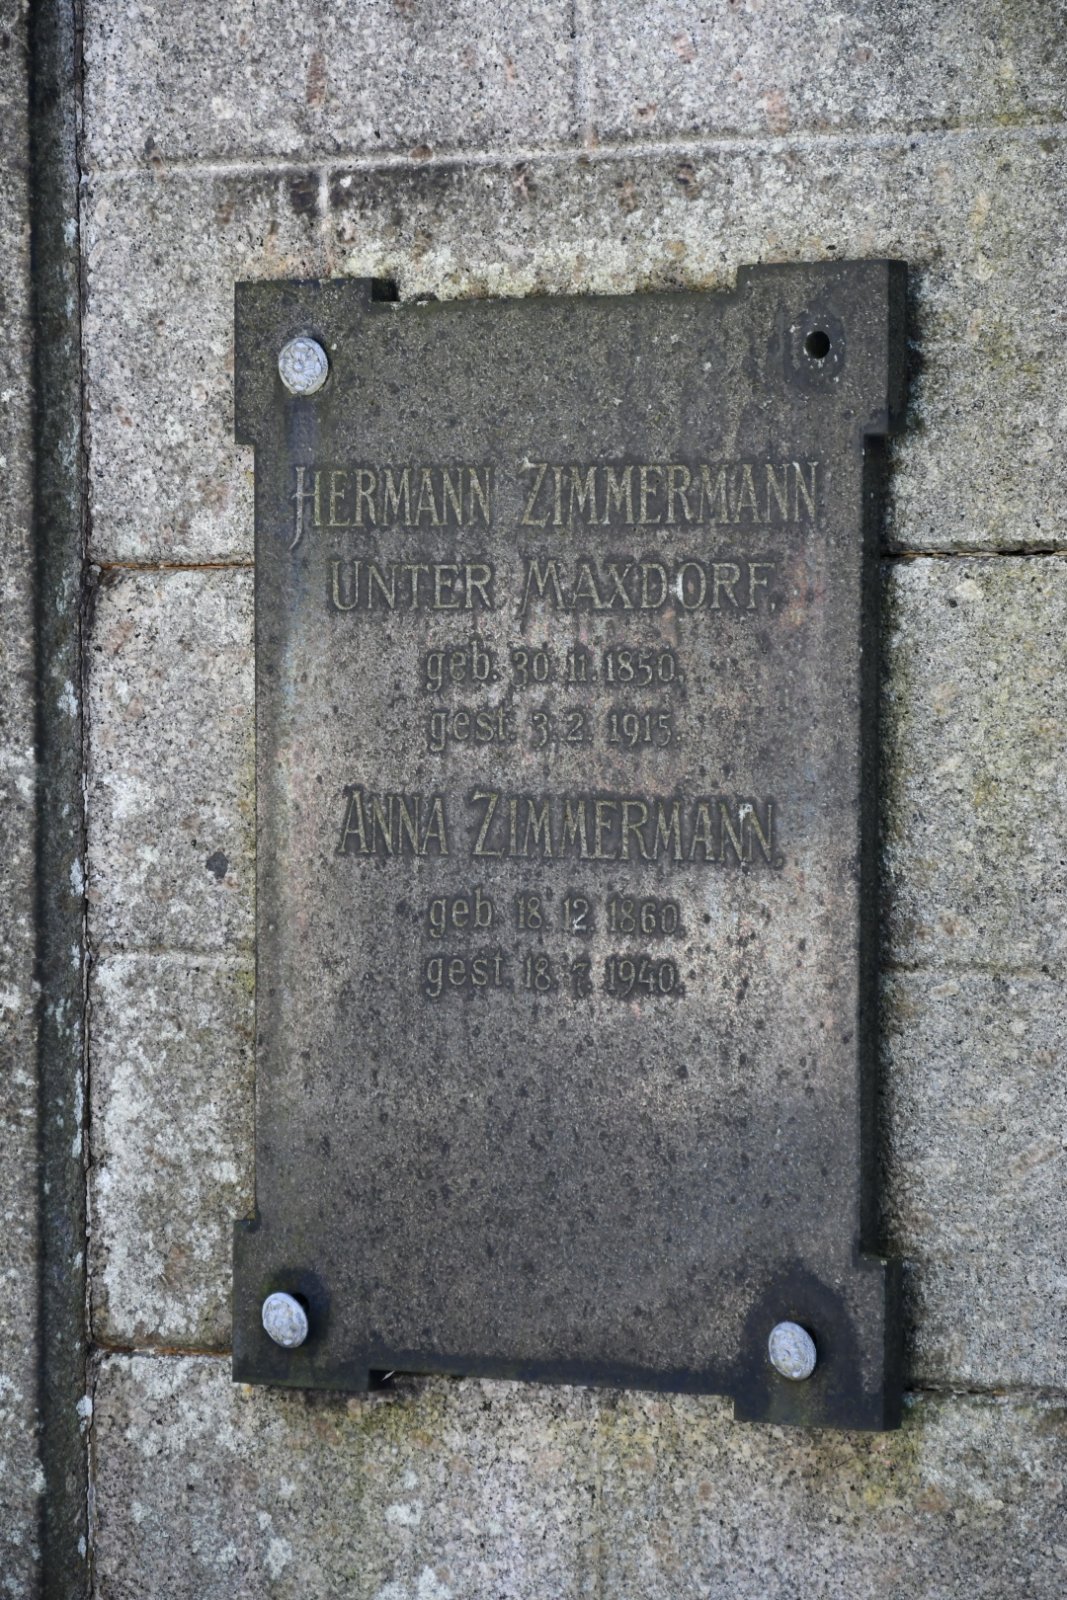 HERMANN ZIMMERMANN
UNTER MAXDORF.
geb. 30.11.1850.
gest. 3.2. 1915.
ANNA ZIMMERMANN.
geb. 18.12.1860.
gest. 18.7.1940.